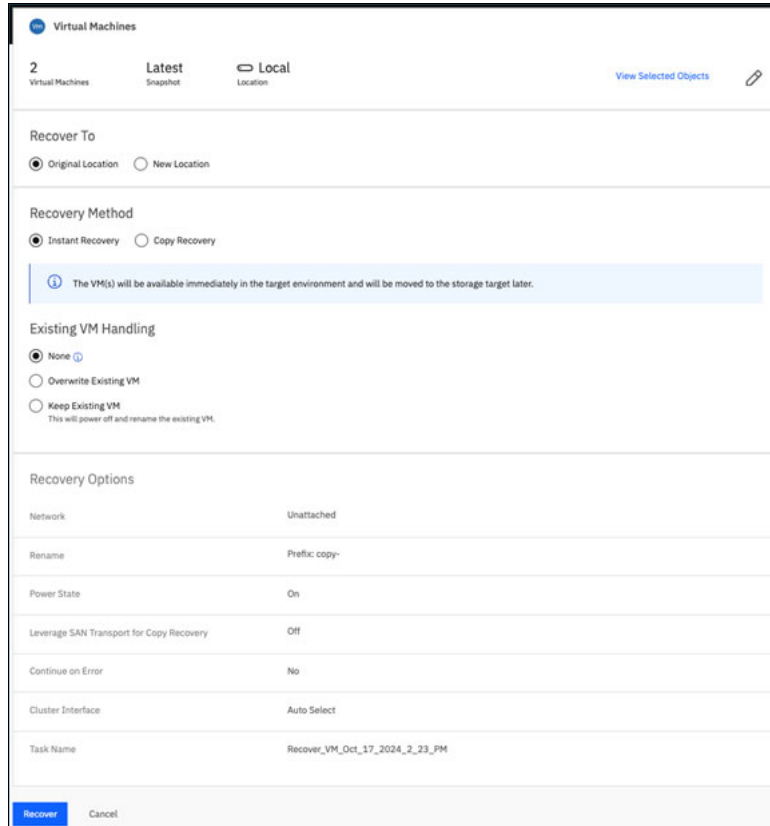 vm Virtual Machines
2 Latest Local
Virtual Machines Snapshot Location
View Selected Objects
Recover To
Original Location New Location
Recovery Method
Instant Recovery Copy Recovery
The VM(s) will be available immediately in the target environment and will be moved to the storage target later.
Existing VM Handling
None
Overwrite Existing VM
Keep Existing VM
This will power off and rename the existing VM.
Recovery Options
Network Unattached
Rename Prefix: copy-
Power State On
Leverage SAN Transport for Copy Recovery Off
Continue on Error No
Cluster Interface Auto Select
Task Name Recover_VM_Oct_17_2024_2_23_PM
Recover Cancel